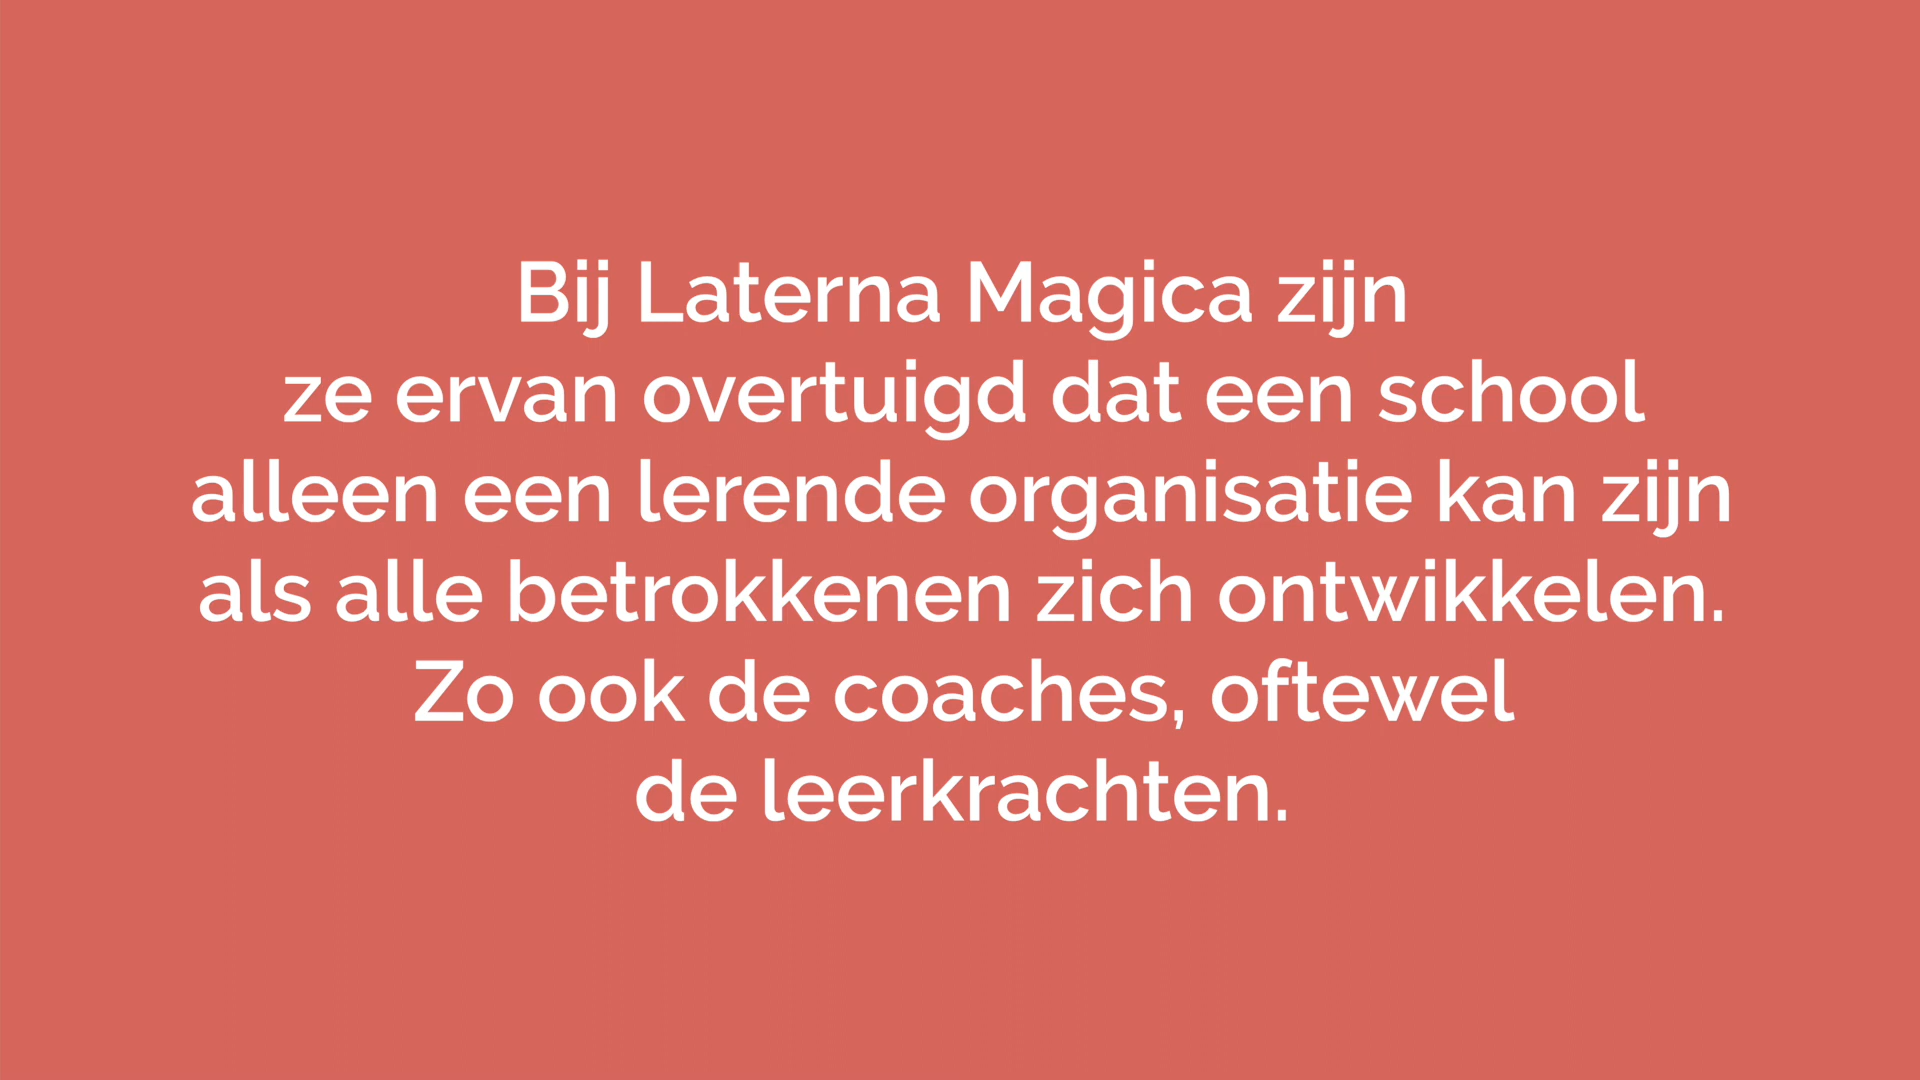 Bij Laterna Magica zijn
ze ervan overtuigd dat een school
alleen een lerende organisatie kan zijn
als alle betrokkenen zich ontwikkelen.
Zo ook de coaches, oftewel
de leerkrachten.